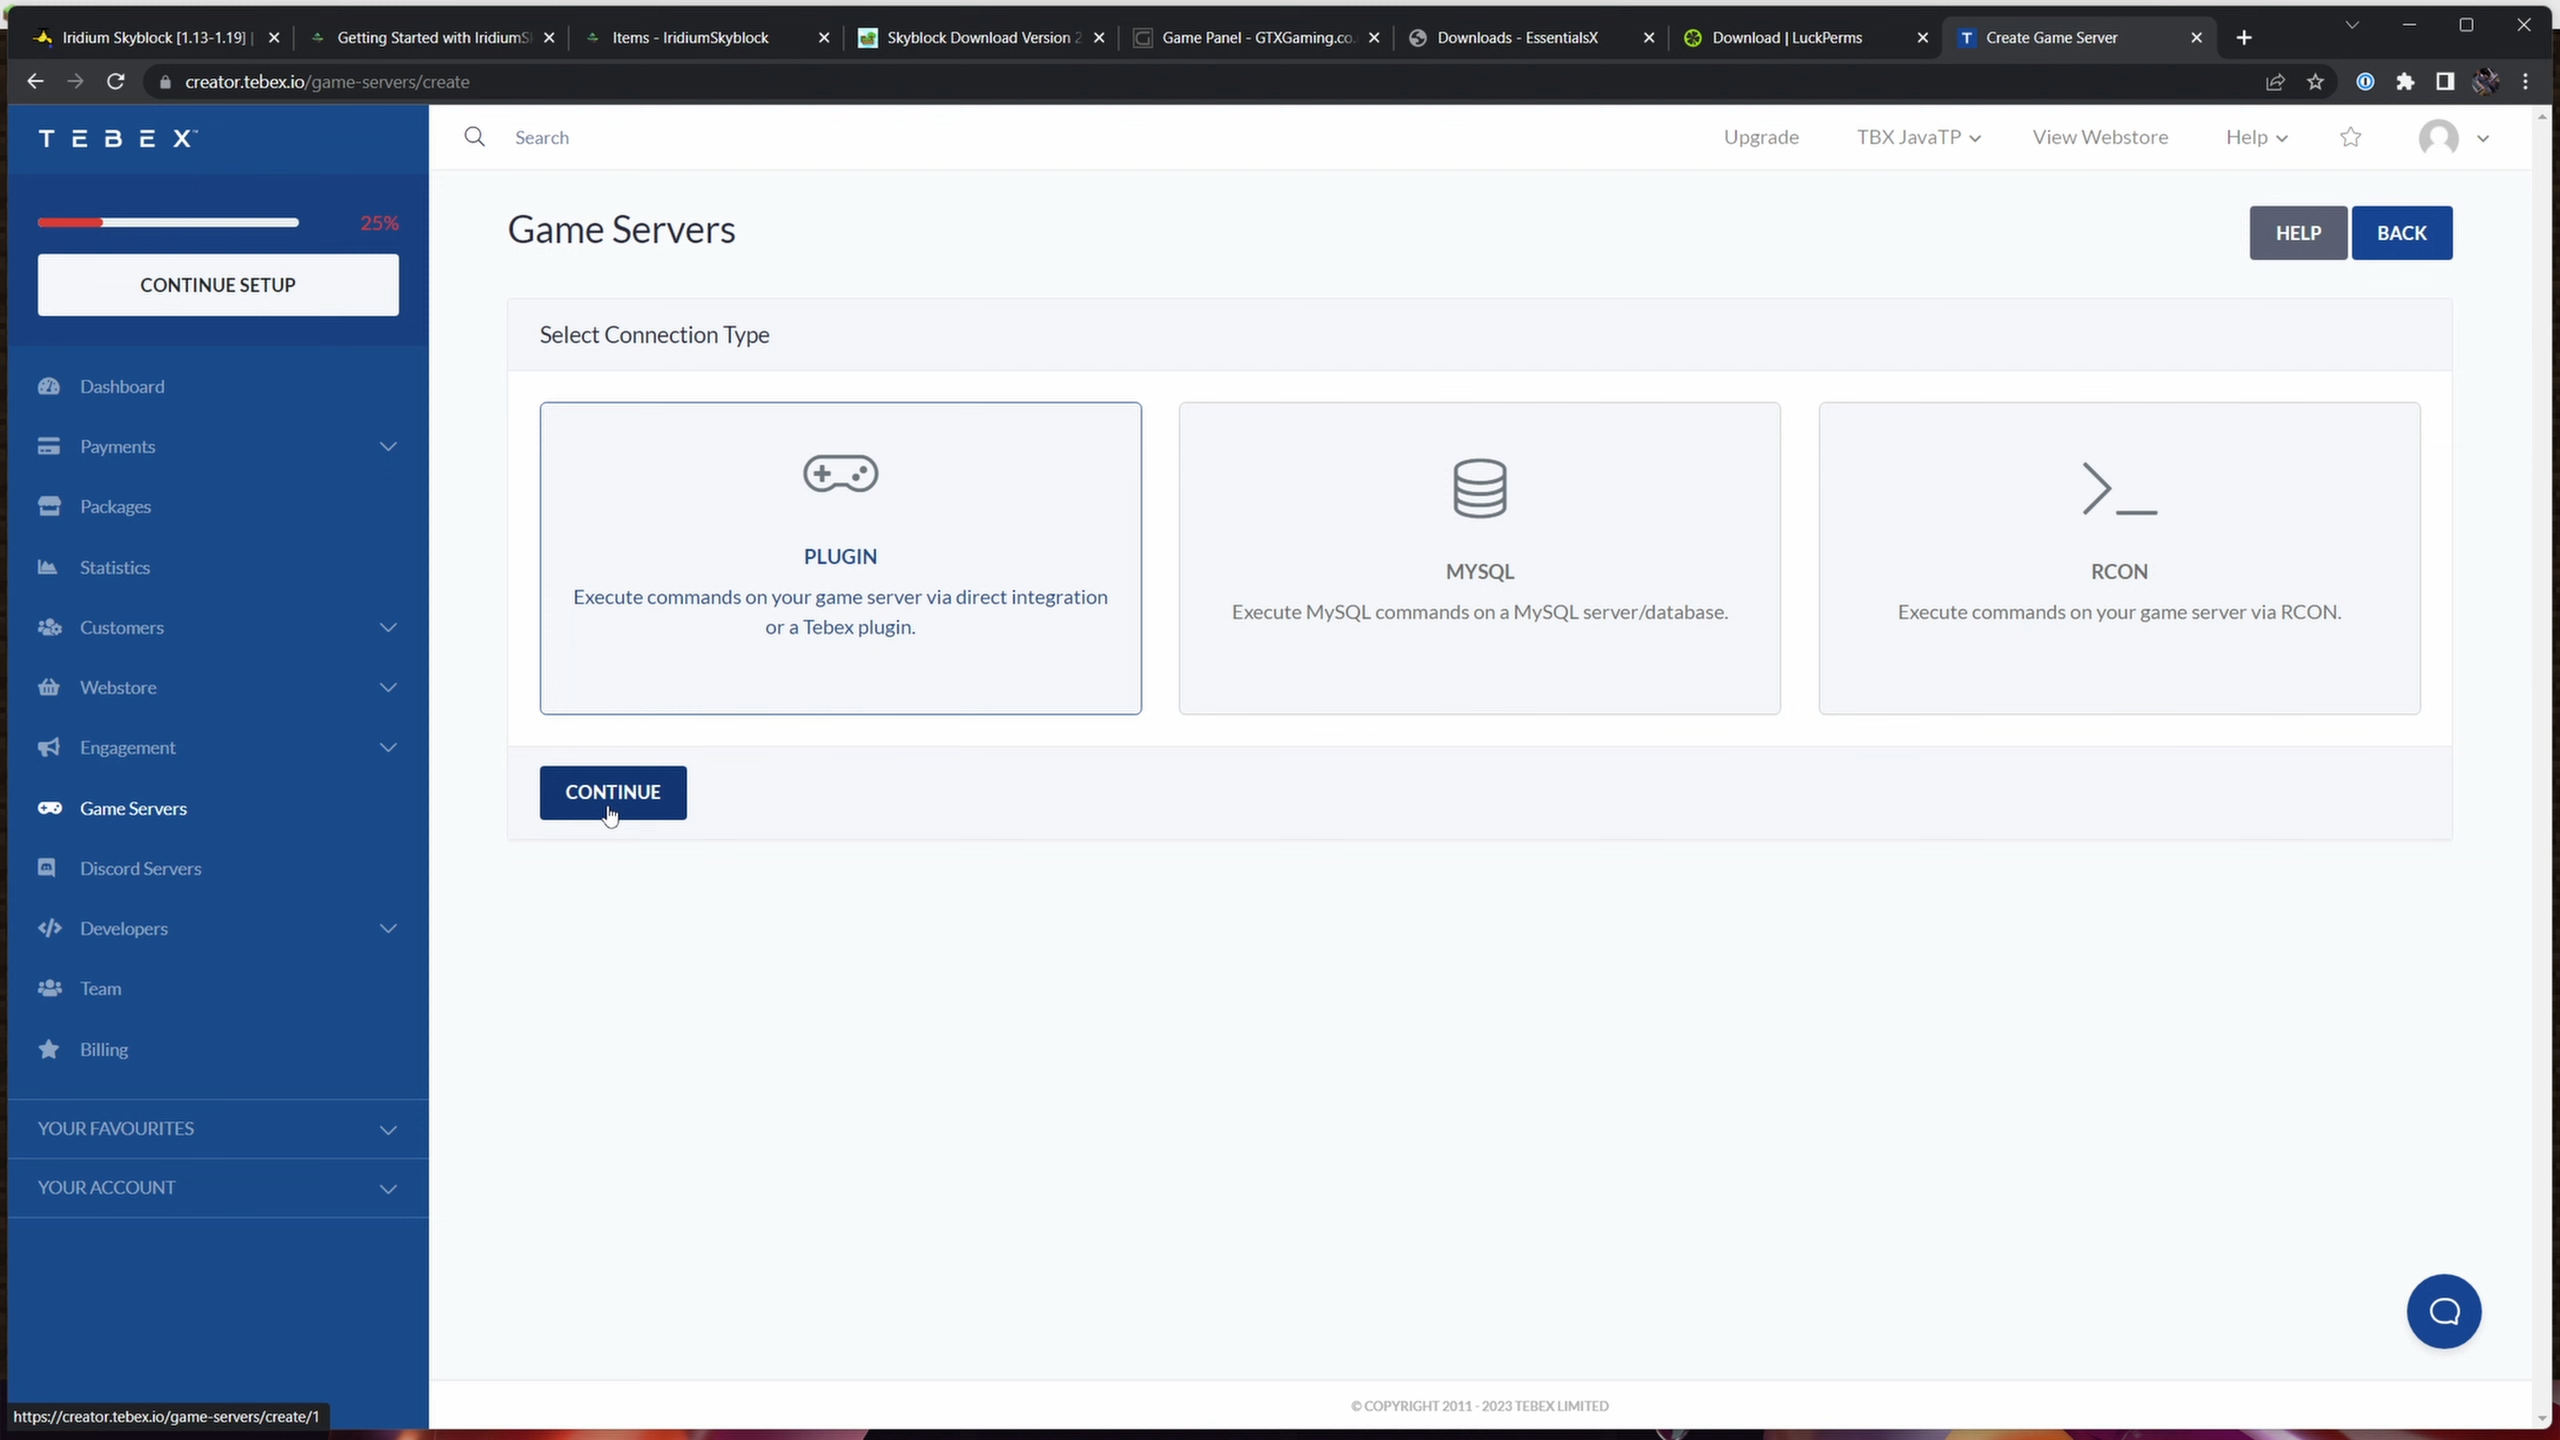 Iridium Skyblock [1.13-1.19] |
Getting Started with IridiumS
Items - IridiumSkyblock
Skyblock Download Version 2
Game Panel - GTXGaming.co.
Downloads - EssentialsX
Download | LuckPerms
Create Game Server
creator.tebex.io/game-servers/create
TEBEX™
Search
Upgrade
TBX JavaTP
View Webstore
Help
25%
CONTINUE SETUP
Dashboard
Payments
Packages
Statistics
Customers
Webstore
Engagement
Game Servers
Discord Servers
Developers
Team
Billing
YOUR FAVOURITES
YOUR ACCOUNT
Game Servers
HELP
BACK
Select Connection Type
PLUGIN
Execute commands on your game server via direct integration
or a Tebex plugin.
MYSQL
Execute MySQL commands on a MySQL server/database.
RCON
Execute commands on your game server via RCON.
CONTINUE
© COPYRIGHT 2011 - 2023 TEBEX LIMITED
https://creator.tebex.io/game-servers/create/1